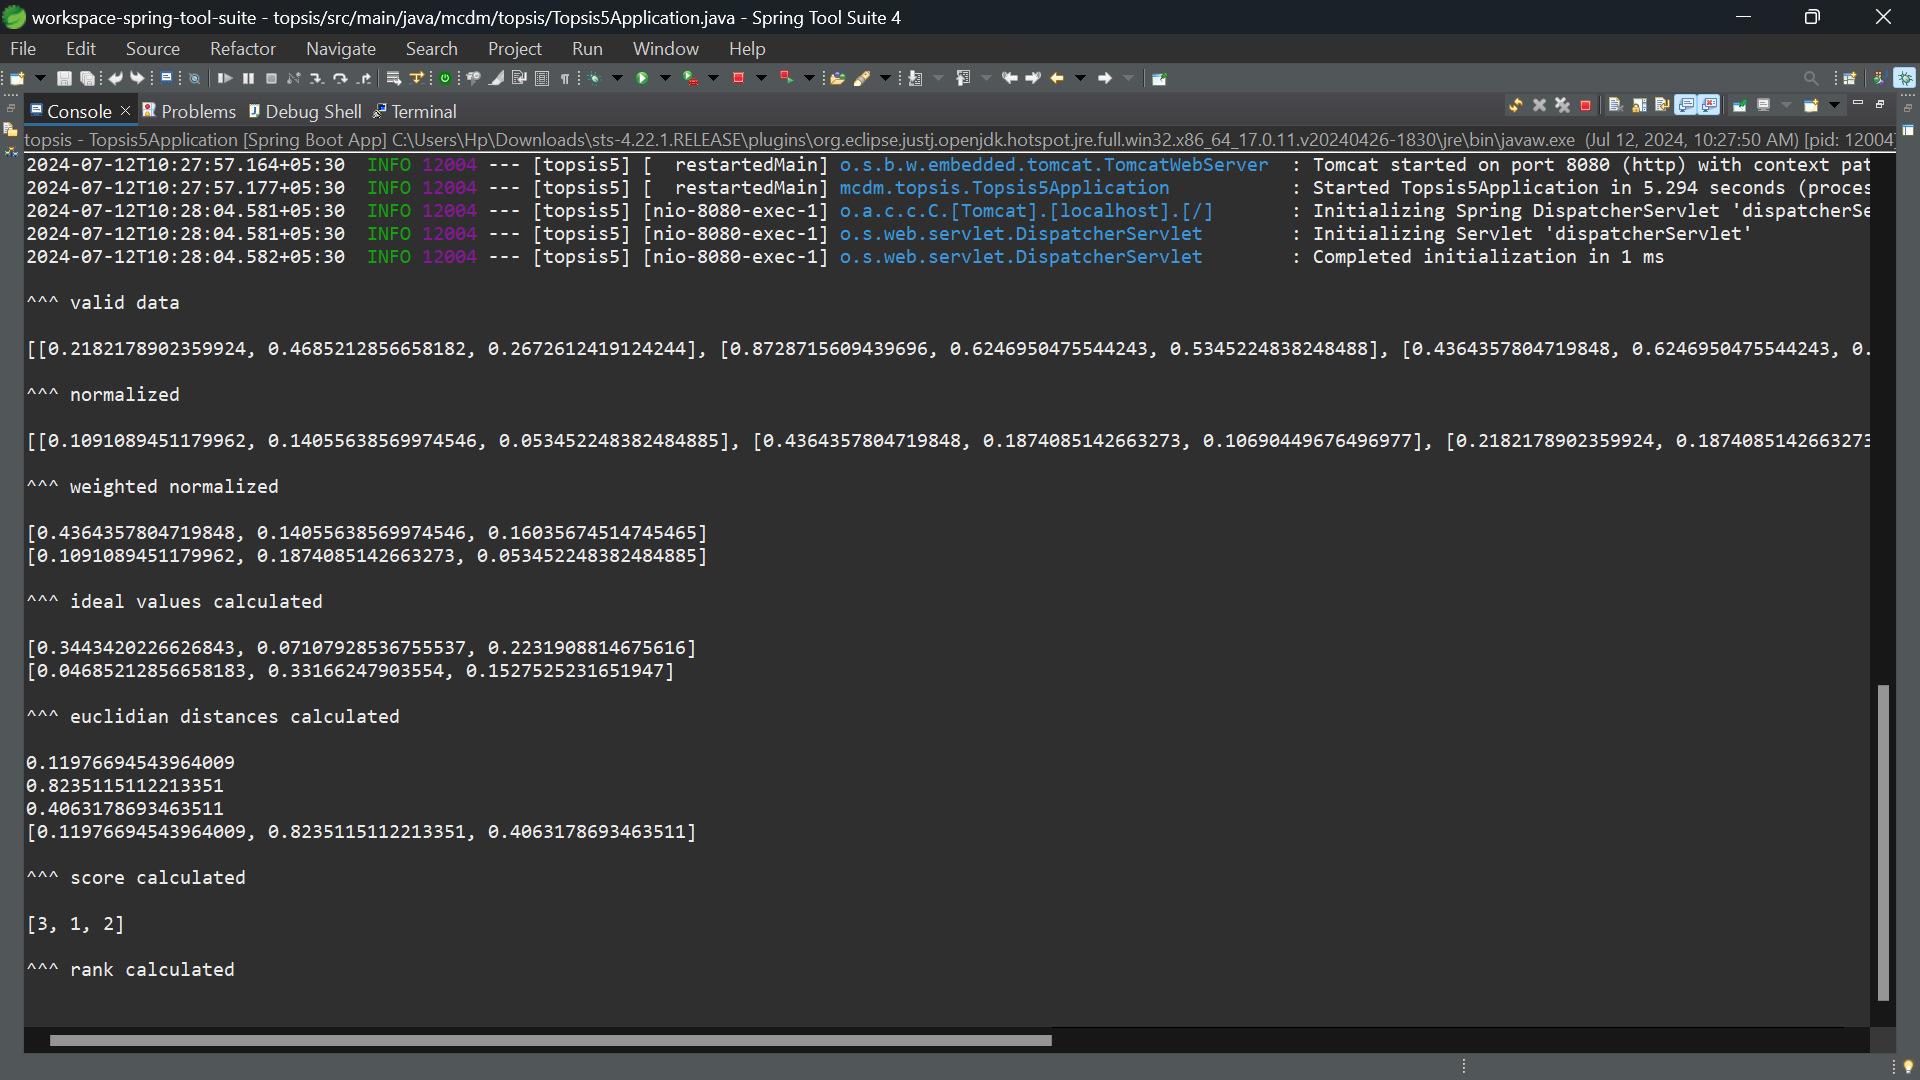 workspace-spring-tool-suite - topsis/src/main/java/mcdm/topsis/Topsis5Application.java - Spring Tool Suite 4
File Edit Source Refactor Navigate Search Project Run Window Help
Console Problems Debug Shell Terminal
topsis - Topsis5Application [Spring Boot App] C:\Users\Hp\Downloads\sts-4.22.1.RELEASE\plugins\org.eclipse.justj.openjdk.hotspot.jre.full.win32.x86_64_17.0.11.v20240426-1830\jre\bin\javaw.exe (Jul 12, 2024, 10:27:50 AM) [pid: 12004]
2024-07-12T10:27:57.164+05:30 INFO 12004 --- [topsis5] [ restartedMain] o.s.b.w.embedded.tomcat.TomcatWebServer : Tomcat started on port 8080 (http) with context pat
2024-07-12T10:27:57.177+05:30 INFO 12004 --- [topsis5] [ restartedMain] mcdm.topsis.Topsis5Application : Started Topsis5Application in 5.294 seconds (proces
2024-07-12T10:28:04.581+05:30 INFO 12004 --- [topsis5] [nio-8080-exec-1] o.a.c.c.C.[Tomcat].[localhost].[/] : Initializing Spring DispatcherServlet 'dispatcherSe
2024-07-12T10:28:04.581+05:30 INFO 12004 --- [topsis5] [nio-8080-exec-1] o.s.web.servlet.DispatcherServlet : Initializing Servlet 'dispatcherServlet'
2024-07-12T10:28:04.582+05:30 INFO 12004 --- [topsis5] [nio-8080-exec-1] o.s.web.servlet.DispatcherServlet : Completed initialization in 1 ms
^^^ valid data
[[0.2182178902359924, 0.4685212856658182, 0.2672612419124244], [0.8728715609439696, 0.6246950475544243, 0.5345224838248488], [0.4364357804719848, 0.6246950475544243, 0.
^^^ normalized
[[0.1091089451179962, 0.14055638569974546, 0.053452248382484885], [0.4364357804719848, 0.1874085142663273, 0.10690449676496977], [0.2182178902359924, 0.1874085142663273
^^^ weighted normalized
[0.4364357804719848, 0.14055638569974546, 0.16035674514745465]
[0.1091089451179962, 0.1874085142663273, 0.053452248382484885]
^^^ ideal values calculated
[0.3443420226626843, 0.07107928536755537, 0.2231908814675616]
[0.04685212856658183, 0.33166247903554, 0.1527525231651947]
^^^ euclidian distances calculated
0.11976694543964009
0.8235115112213351
0.4063178693463511
[0.11976694543964009, 0.8235115112213351, 0.4063178693463511]
^^^ score calculated
[3, 1, 2]
^^^ rank calculated